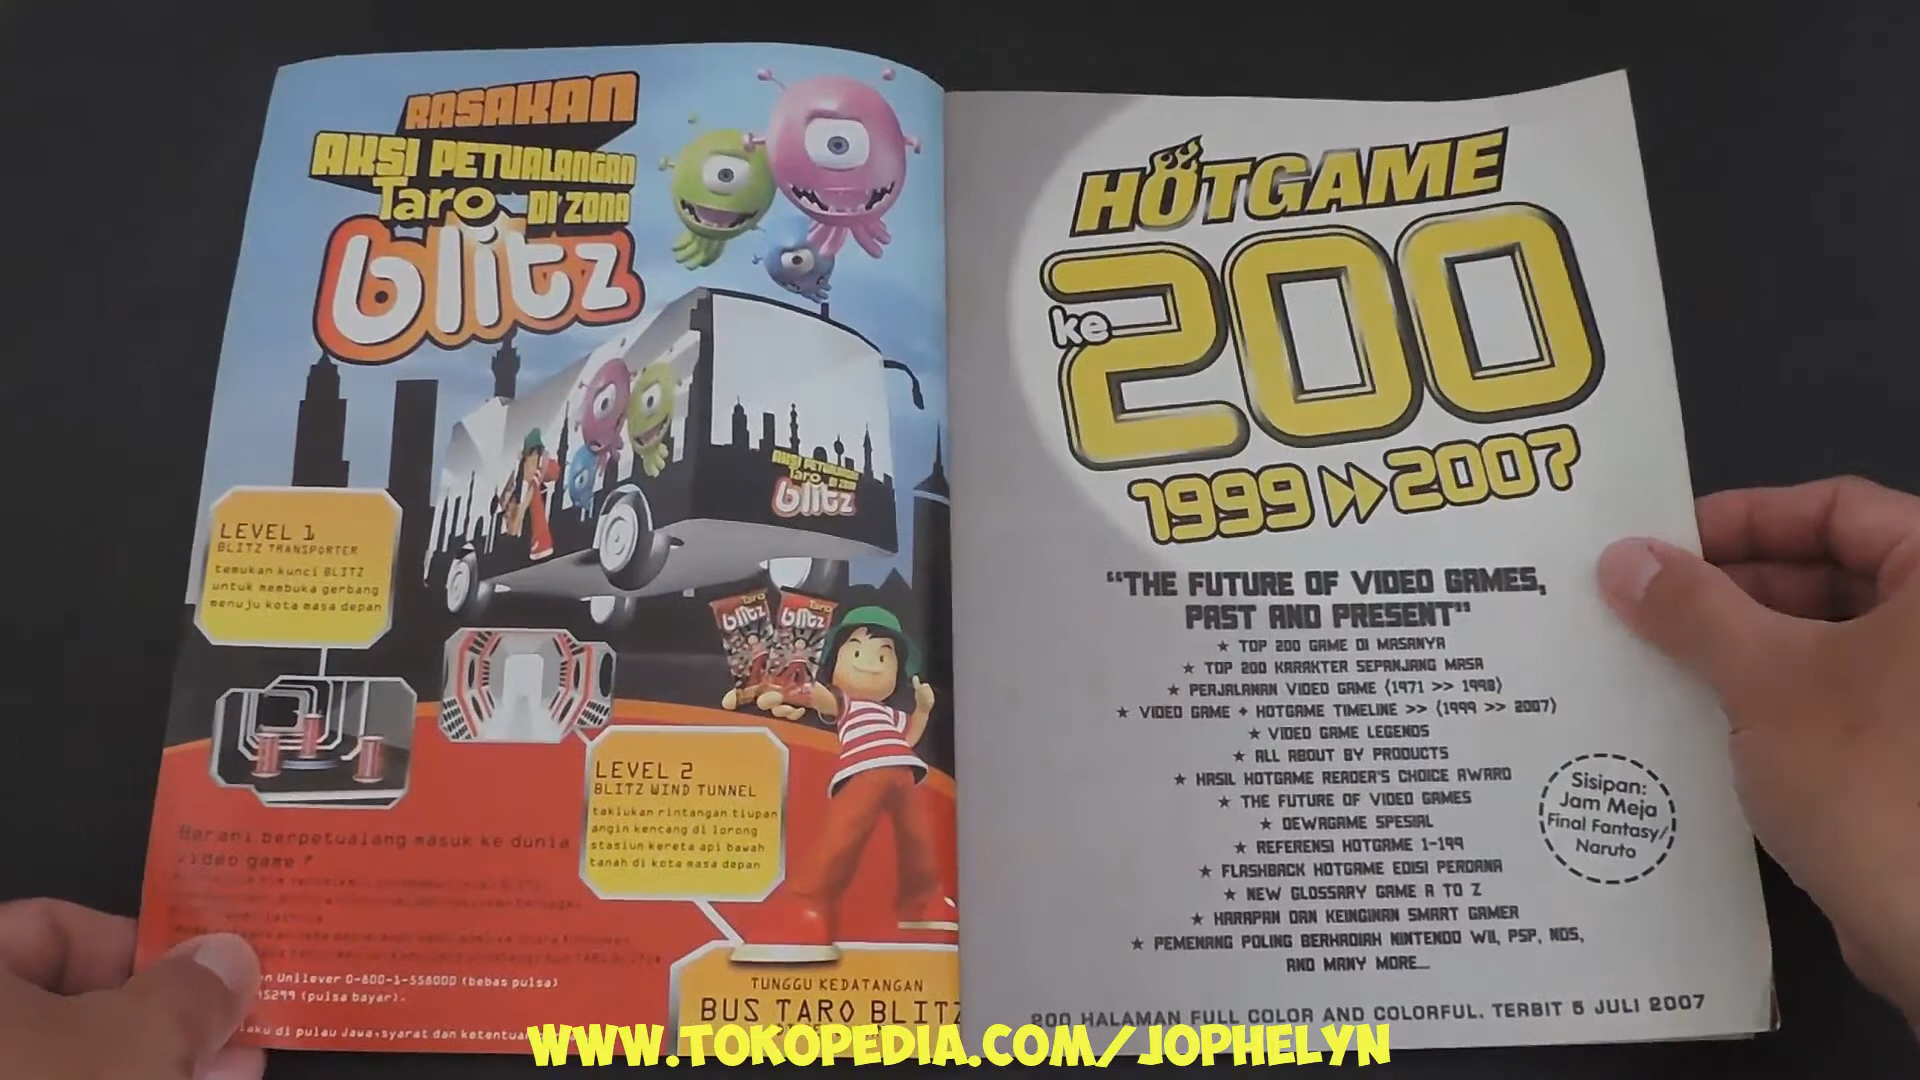 RASAKAN
AKSI PETUALANGAN
Taro DI ZONA
blitz
AKSI PETUALANGAN
Taro DI ZONA
blitz
LEVEL 1
BLITZ TRANSPORTER
temukan kunci BLITZ
untuk membuka gerbang
menuju kota masa depan
Taro
blitz
Taro
blitz
LEVEL 2
BLITZ WIND TUNNEL
taklukan rintangan tiupan
angin kencang di lorong
stasiun kereta api bawah
tanah di kota masa depan
Berani berpetualang masuk ke dunia
video game ?
Unilever 0-800-1-558000 (bebas pulsa)
(pulsa bayar).
di pulau Jawa,syarat dan
TUNGGU KEDATANGAN
BUS TARO BLITZ
HOTGAME
ke
200
1999 >> 2007
"THE FUTURE OF VIDEO GAMES,
PAST AND PRESENT"
★ TOP 200 GAME DI MASANYA
★ TOP 200 KARAKTER SEPANJANG MASA
★ PERJALANAN VIDEO GAME (1971 >> 1998)
★ VIDEO GAME + HOTGAME TIMELINE >> (1999 >> 2007)
★ VIDEO GAME LEGENDS
★ ALL ABOUT BY PRODUCTS
★ HASIL HOTGAME READER'S CHOICE AWARD
★ THE FUTURE OF VIDEO GAMES
★ DEWAGAME SPESIAL
★ REFERENSI HOTGAME 1-199
★ FLASHBACK HOTGAME EDISI PERDANA
★ NEW GLOSSARY GAME A TO Z
★ HARAPAN DAN KEINGINAN SMART GAMER
★ PEMENANG POLING BERHADIAH NINTENDO WII, PSP, NDS,
AND MANY MORE...
Sisipan:
Jam Meja
Final Fantasy/
Naruto
200 HALAMAN FULL COLOR AND COLORFUL. TERBIT 5 JULI 2007
WWW.TOKOPEDIA.COM/JOPHELYN